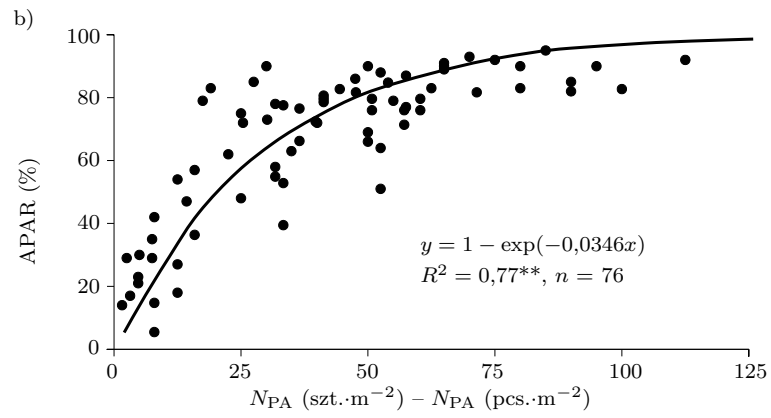 b)
100
80
60
40
20
0
APAR (%)
y = 1 – exp(–0,0346x)
R² = 0,77**, n = 76
0 25 50 75 100 125
N_PA (szt.·m⁻²) – N_PA (pcs.·m⁻²)